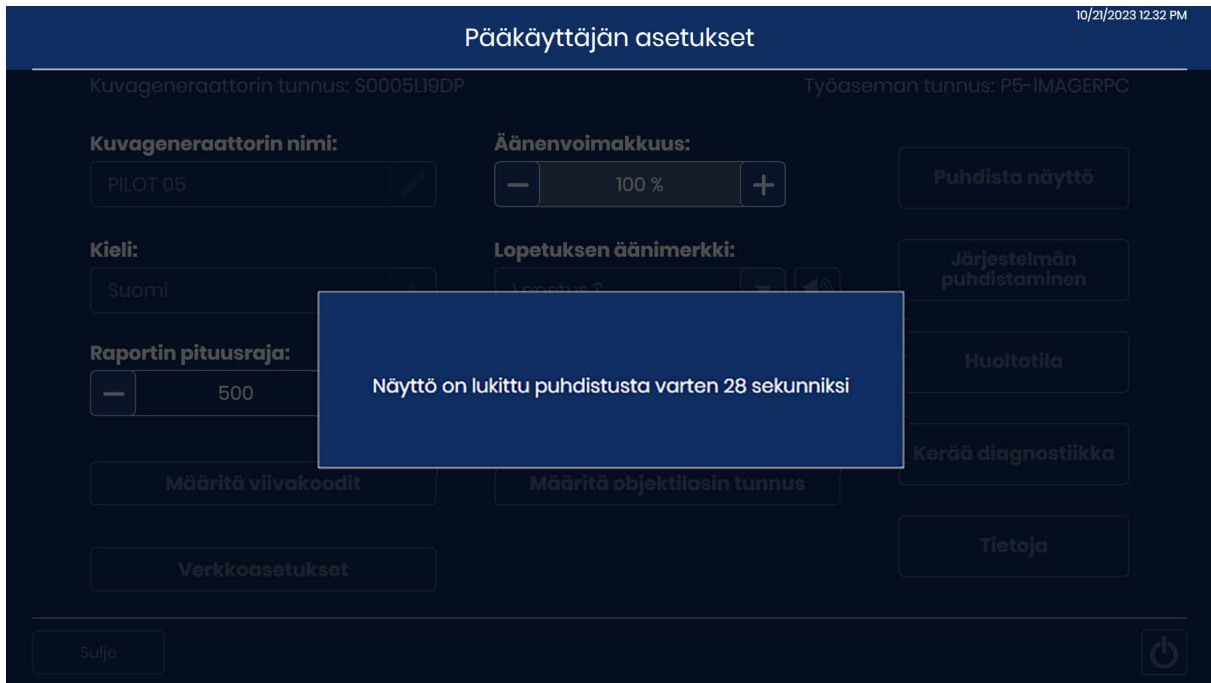 10/21/2023 12.32 PM
Pääkäyttäjän asetukset
Kuvageneraattorin tunnus: S0005L19DP
Työaseman tunnus: P5-IMAGERPC
Kuvageneraattorin nimi:
Äänenvoimakkuus:
PILOT 05
100 %
Puhdista näyttö
Kieli:
Lopetuksen äänimerkki:
Järjestelmän
puhdistaminen
Suomi
Raportin pituusraja:
Huoltotila
500
Näyttö on lukittu puhdistusta varten 28 sekunniksi
Kerää diagnostiikka
Määritä viivakoodit
Määritä objektilasin tunnus
Tietoja
Verkkoasetukset
Sulje